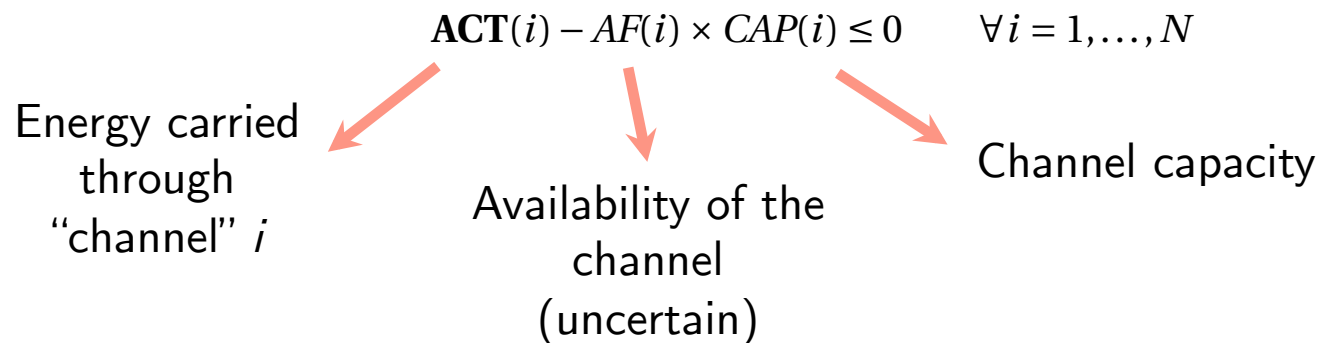 ACT(i) − AF(i) × CAP(i) ≤ 0 ∀i = 1,...,N
Energy carried
through
“channel” i
Availability of the
channel
(uncertain)
Channel capacity